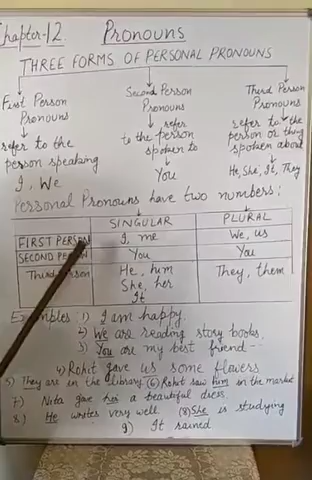 Chapter-12 Pronouns
THREE FORMS OF PERSONAL PRONOUNS
First Person Pronouns
refer to the person speaking
I, We
Second Person Pronouns
refer to the person spoken to
You
Third Person Pronouns
refer to the person or thing spoken about
He, She, It, They
Personal Pronouns have two numbers:
SINGULAR PLURAL
FIRST PERSON I, me We, us
SECOND PERSON You You
Third Person He, him They, them
She, her
It
Examples: 1) I am happy.
2) We are reading story books.
3) You are my best friend.
4) Rohit gave us some flowers
5) They are in the library (6) Rohit saw him in the market
7) Nita gave her a beautiful dress.
8) He writes very well. (8) She is studying
9) It rained